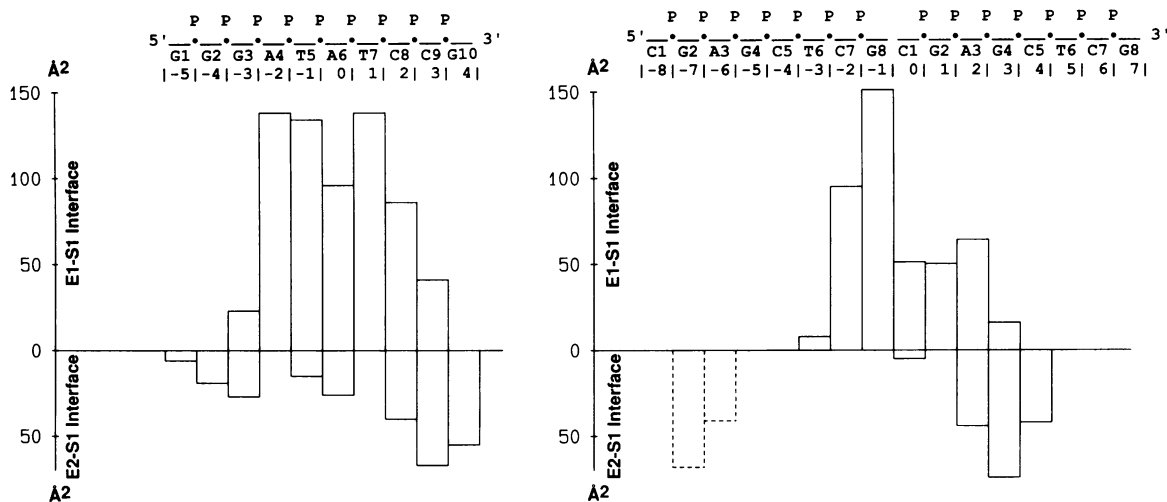 P P P P P P P P P
5' 3'
G1 G2 G3 A4 T5 A6 T7 C8 C9 G10
Å2 |-5 |-4 |-3 |-2 |-1 | 0 | 1 | 2 | 3 | 4 |
150
100
50
0
50
Å2
E1-S1 Interface
E2-S1 Interface
P P P P P P P P P P P P P P
5' 3'
C1 G2 A3 G4 C5 T6 C7 G8 C1 G2 A3 G4 C5 T6 C7 G8
Å2 |-8 |-7 |-6 |-5 |-4 |-3 |-2 |-1 | 0 | 1 | 2 | 3 | 4 | 5 | 6 | 7 |
150
100
50
0
50
Å2
E1-S1 Interface
E2-S1 Interface